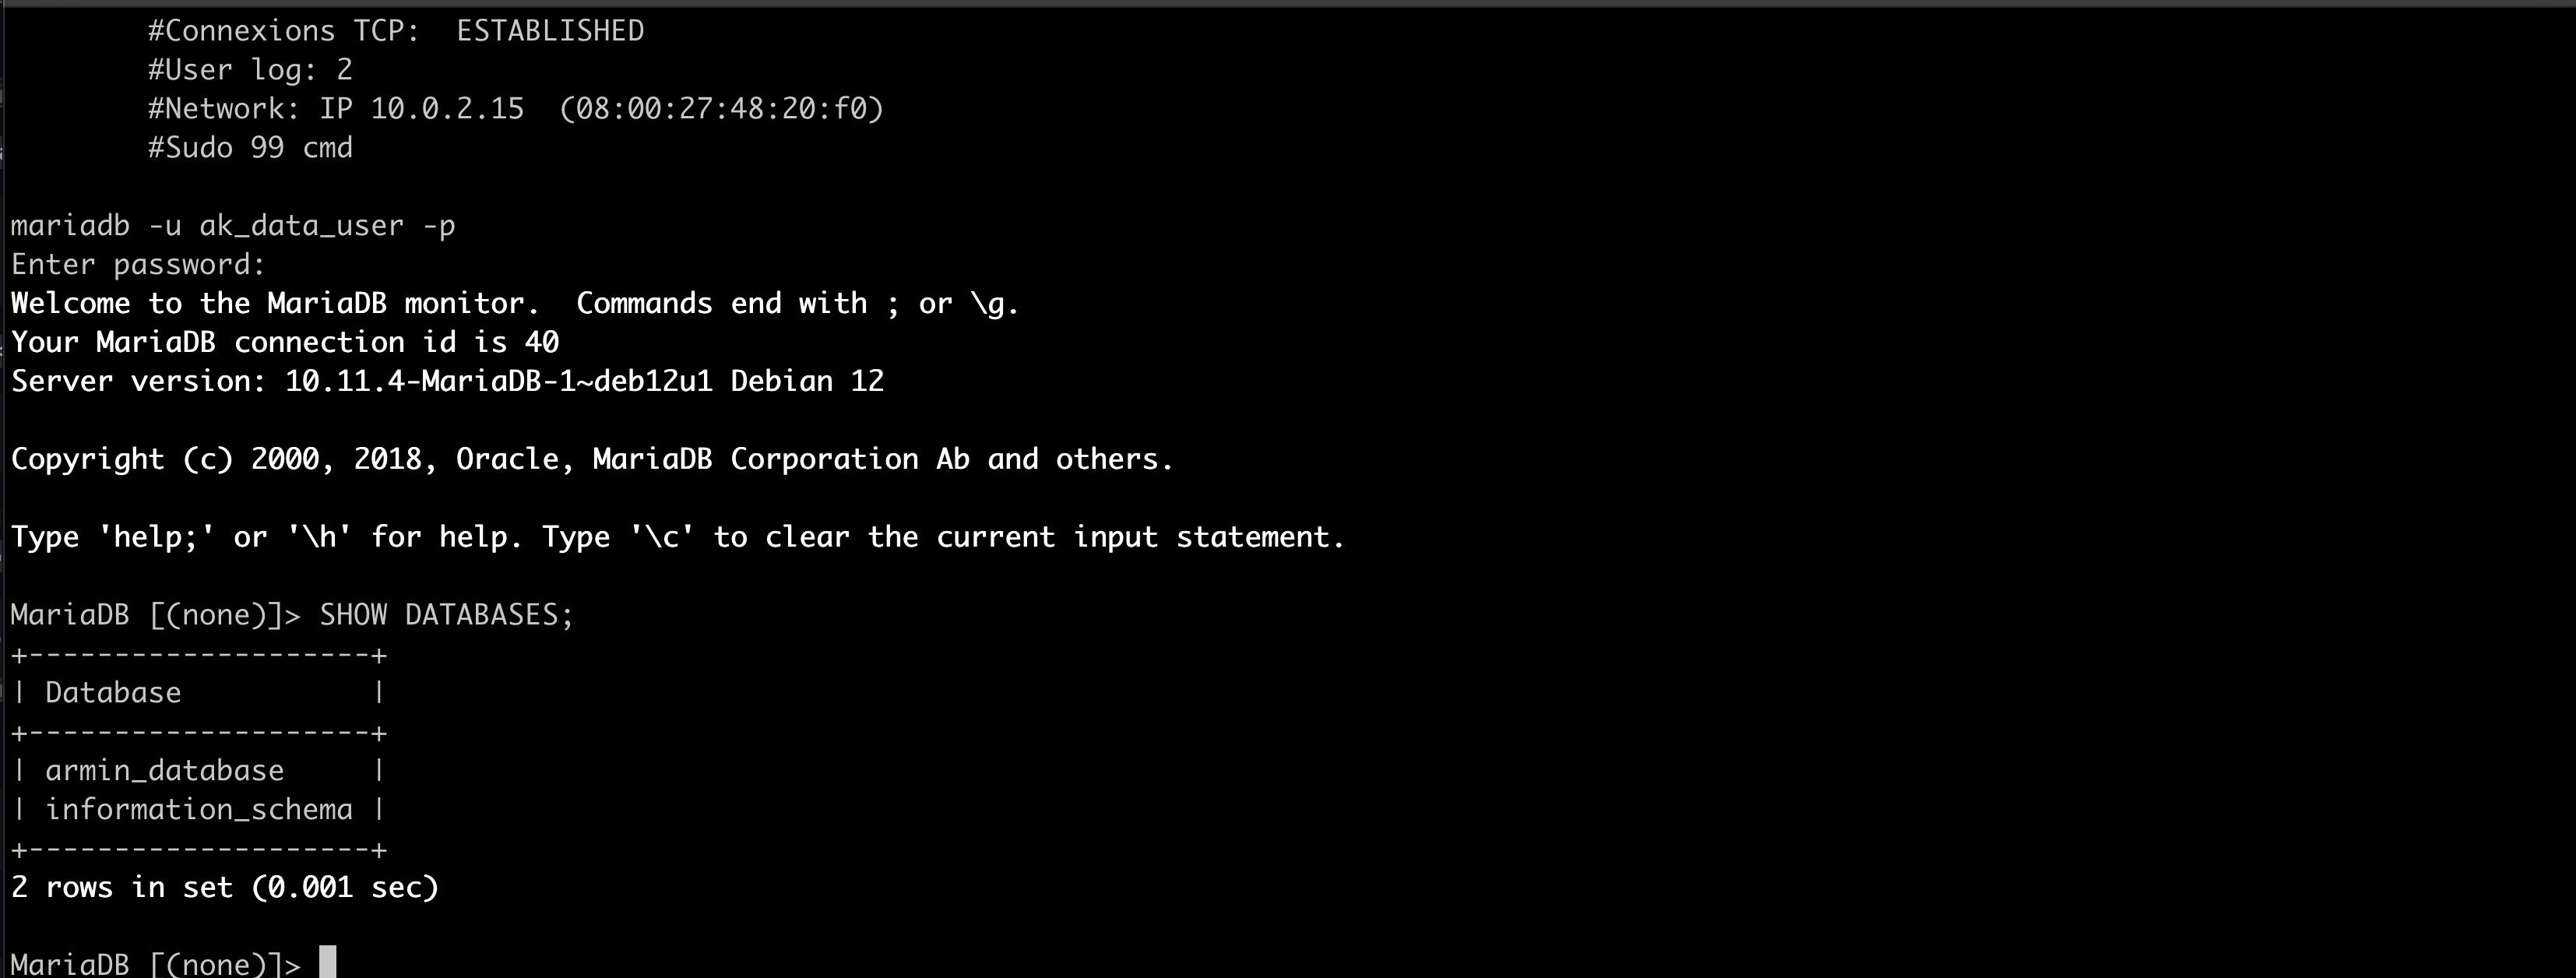 #Connexions TCP:  ESTABLISHED
#User log: 2
#Network: IP 10.0.2.15  (08:00:27:48:20:f0)
#Sudo 99 cmd
mariadb -u ak_data_user -p
Enter password:
Welcome to the MariaDB monitor.  Commands end with ; or \g.
Your MariaDB connection id is 40
Server version: 10.11.4-MariaDB-1~deb12u1 Debian 12
Copyright (c) 2000, 2018, Oracle, MariaDB Corporation Ab and others.
Type 'help;' or '\h' for help. Type '\c' to clear the current input statement.
MariaDB [(none)]> SHOW DATABASES;
+--------------------+
| Database           |
+--------------------+
| armin_database     |
| information_schema |
+--------------------+
2 rows in set (0.001 sec)
MariaDB [(none)]>